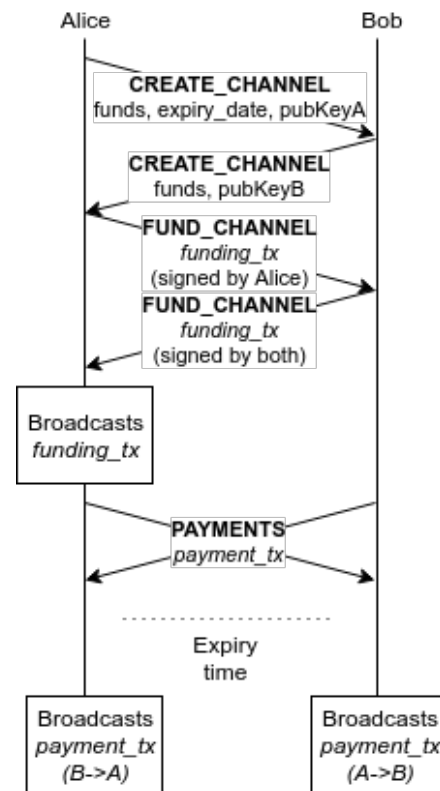 Alice
Bob
CREATE_CHANNEL
funds, expiry_date, pubKeyA
CREATE_CHANNEL
funds, pubKeyB
FUND_CHANNEL
funding_tx
(signed by Alice)
FUND_CHANNEL
funding_tx
(signed by both)
Broadcasts
funding_tx
PAYMENTS
payment_tx
Expiry
time
Broadcasts
payment_tx
(B->A)
Broadcasts
payment_tx
(A->B)